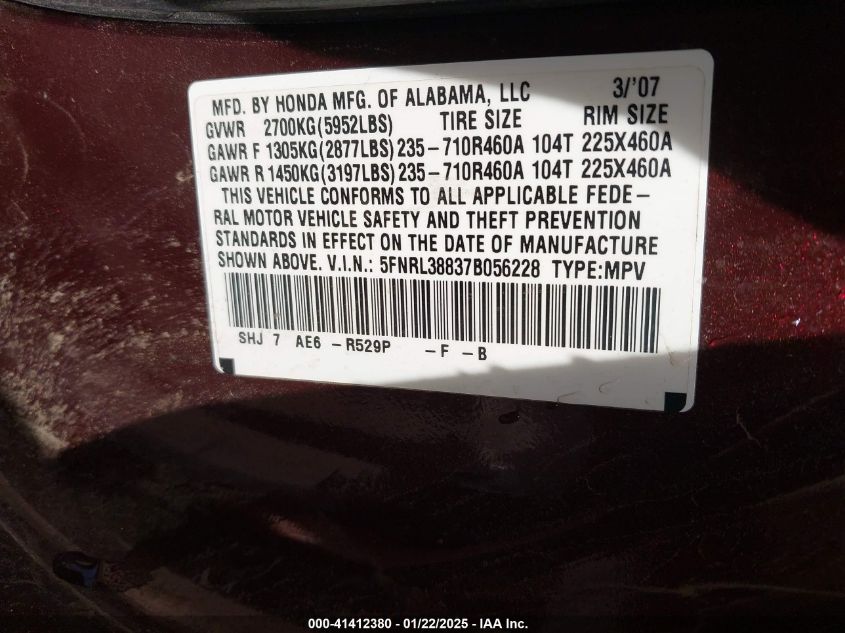 MFD. BY HONDA MFG. OF ALABAMA, LLC 3/'07
GVWR 2700KG(5952LBS) TIRE SIZE RIM SIZE
GAWR F 1305KG(2877LBS) 235-710R460A 104T 225X460A
GAWR R 1450KG(3197LBS) 235-710R460A 104T 225X460A
THIS VEHICLE CONFORMS TO ALL APPLICABLE FEDE-
RAL MOTOR VEHICLE SAFETY AND THEFT PREVENTION
STANDARDS IN EFFECT ON THE DATE OF MANUFACTURE
SHOWN ABOVE. V.I.N.: 5FNRL38837B056228 TYPE:MPV
SHJ 7 AE6 -R529P -F -B
000-41412380 - 01/22/2025 - IAA Inc.